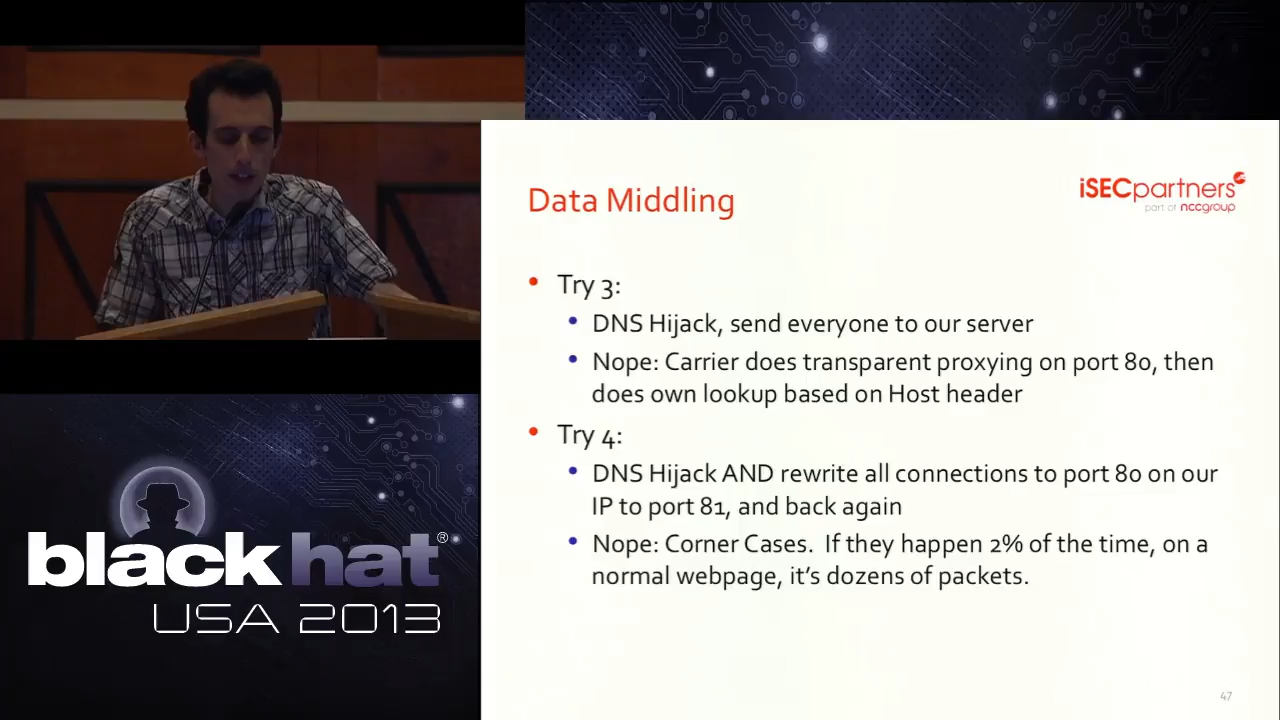 Data Middling
iSECpartners
part of nccgroup
• Try 3:
• DNS Hijack, send everyone to our server
• Nope: Carrier does transparent proxying on port 80, then
does own lookup based on Host header
• Try 4:
• DNS Hijack AND rewrite all connections to port 80 on our
IP to port 81, and back again
• Nope: Corner Cases. If they happen 2% of the time, on a
normal webpage, it's dozens of packets.
47
blackhat®
USA 2013